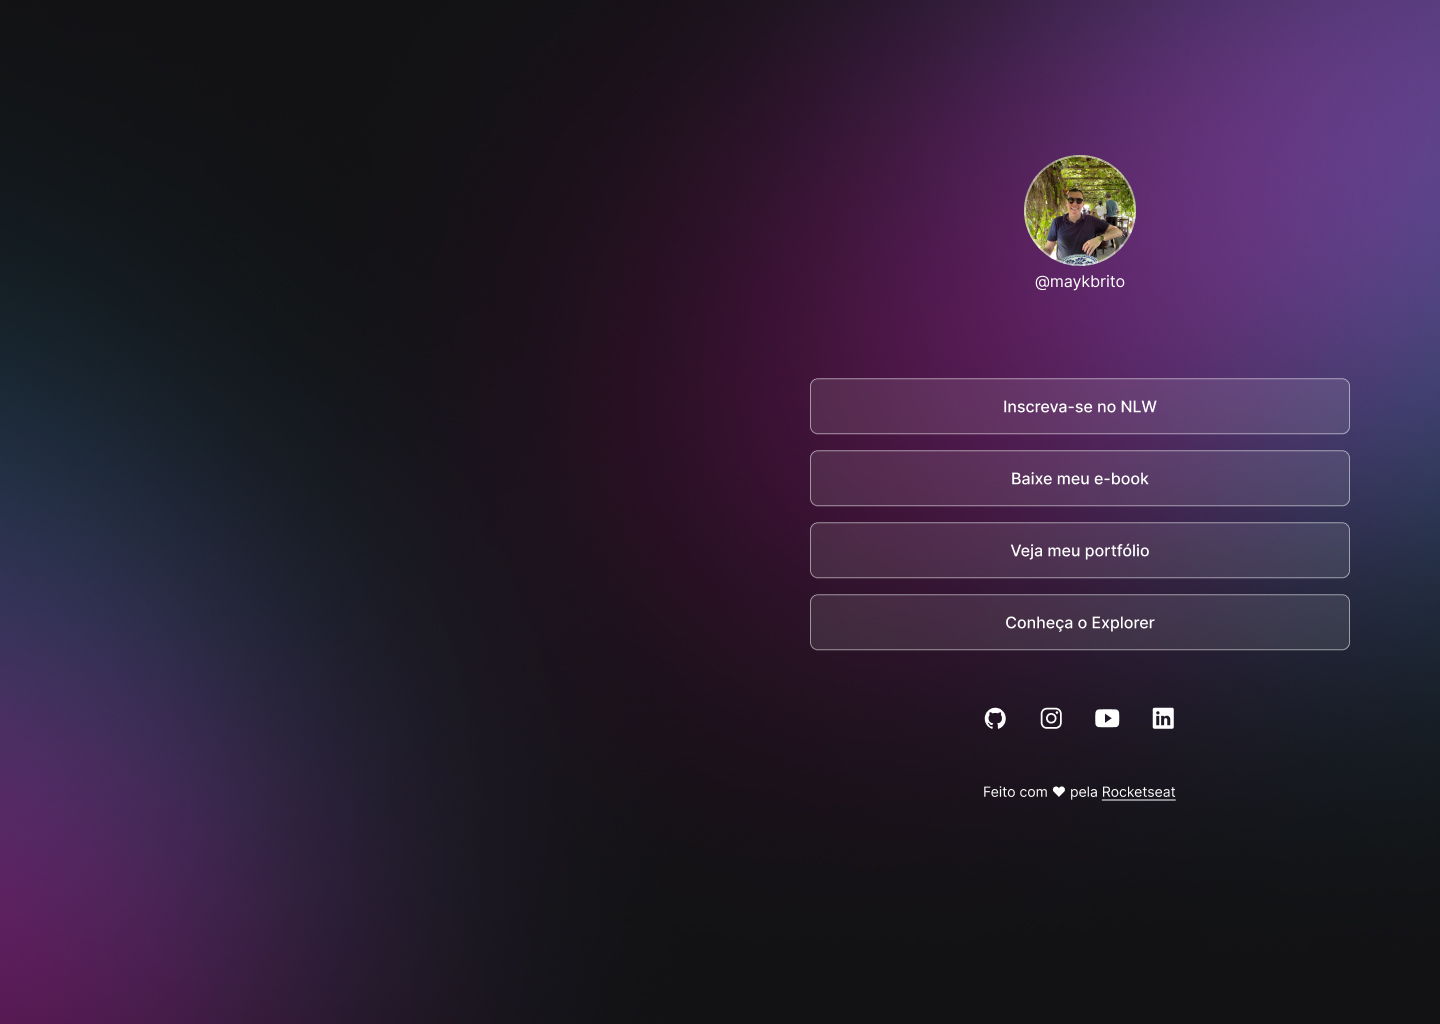 @maykbrito
Inscreva-se no NLW
Baixe meu e-book
Veja meu portfólio
Conheça o Explorer
Feito com ♥ pela Rocketseat